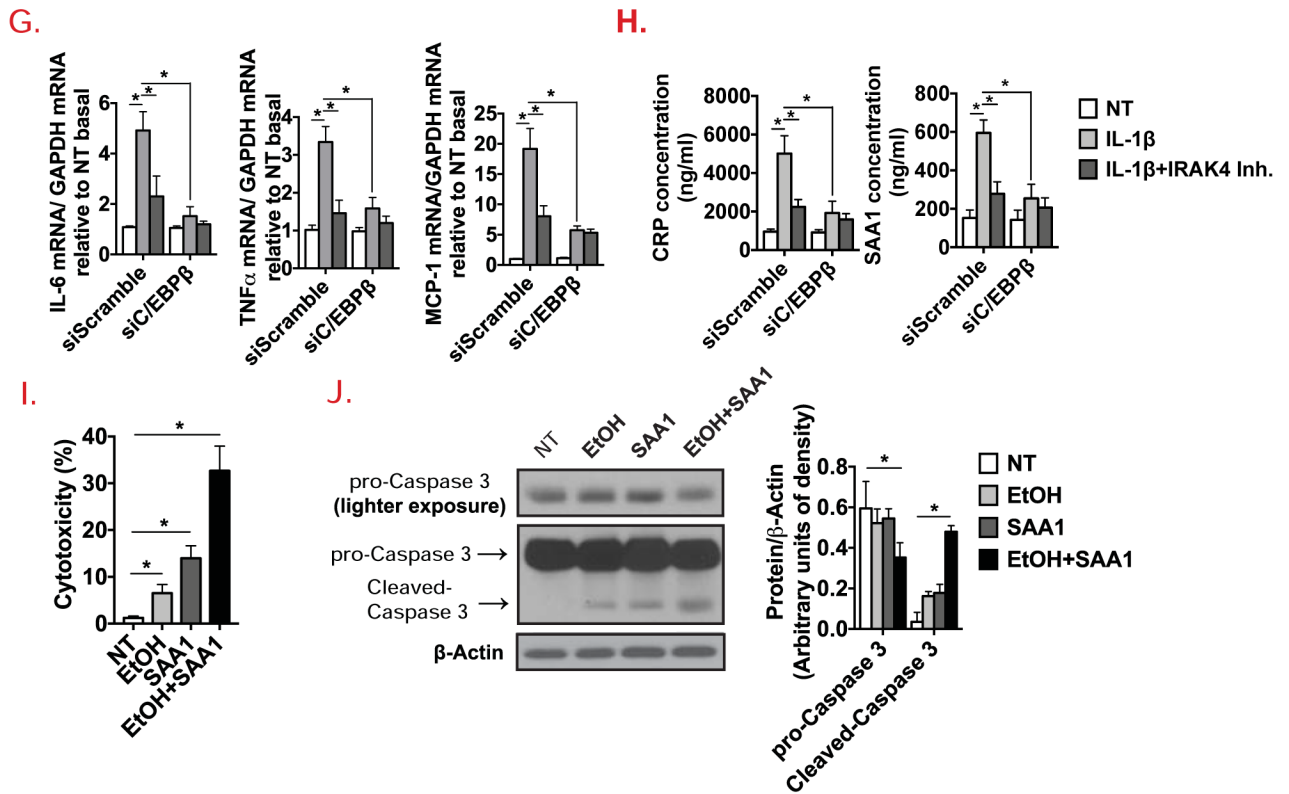 G.
IL-6 mRNA/ GAPDH mRNA
relative to NT basal
6
4
2
0
*
*
*
siScramble
siC/EBPβ
TNFα mRNA/ GAPDH mRNA
relative to NT basal
4
3
2
1
0
*
*
*
siScramble
siC/EBPβ
MCP-1 mRNA/GAPDH mRNA
relative to NT basal
25
20
15
10
5
0
*
*
*
siScramble
siC/EBPβ
H.
CRP concentration
(ng/ml)
8000
6000
4000
2000
0
*
*
*
siScramble
siC/EBPβ
SAA1 concentration
(ng/ml)
800
600
400
200
0
*
*
*
siScramble
siC/EBPβ
NT
IL-1β
IL-1β+IRAK4 Inh.
I.
Cytotoxicity (%)
40
30
20
10
0
*
*
*
NT
EtOH
SAA1
EtOH+SAA1
J.
NT
EtOH
SAA1
EtOH+SAA1
pro-Caspase 3
(lighter exposure)
pro-Caspase 3 →
Cleaved-
Caspase 3 →
β-Actin
Protein/β-Actin
(Arbitrary units of density)
0.8
0.6
0.4
0.2
0.0
*
*
pro-Caspase 3
Cleaved-Caspase 3
NT
EtOH
SAA1
EtOH+SAA1